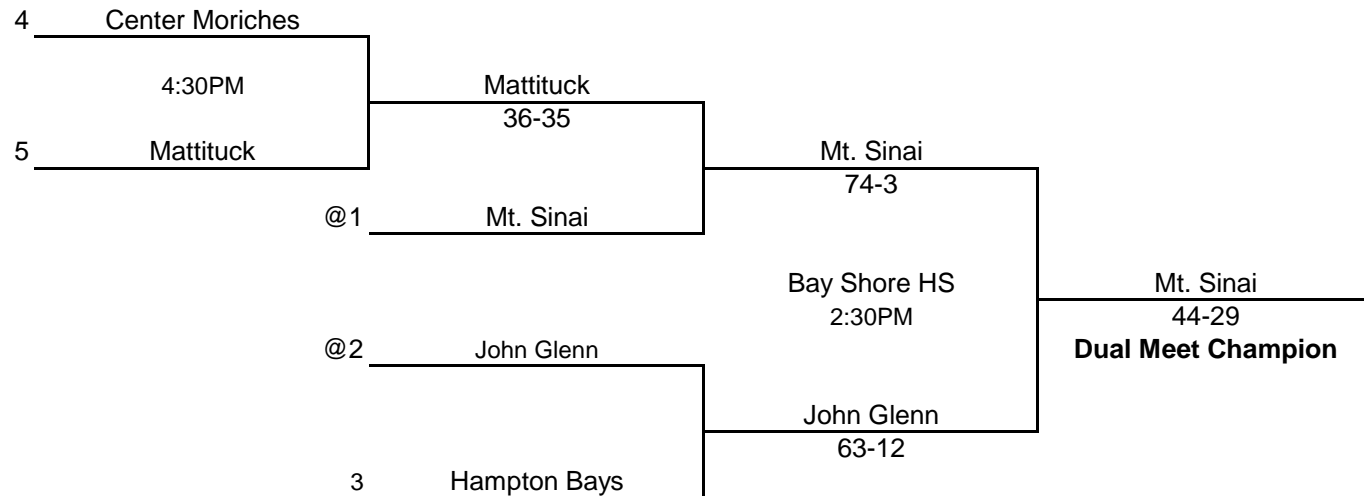 4 Center Moriches
4:30PM
Mattituck
36-35
5 Mattituck
Mt. Sinai
74-3
@1 Mt. Sinai
Bay Shore HS
2:30PM
Mt. Sinai
44-29
Dual Meet Champion
@2 John Glenn
John Glenn
63-12
3 Hampton Bays